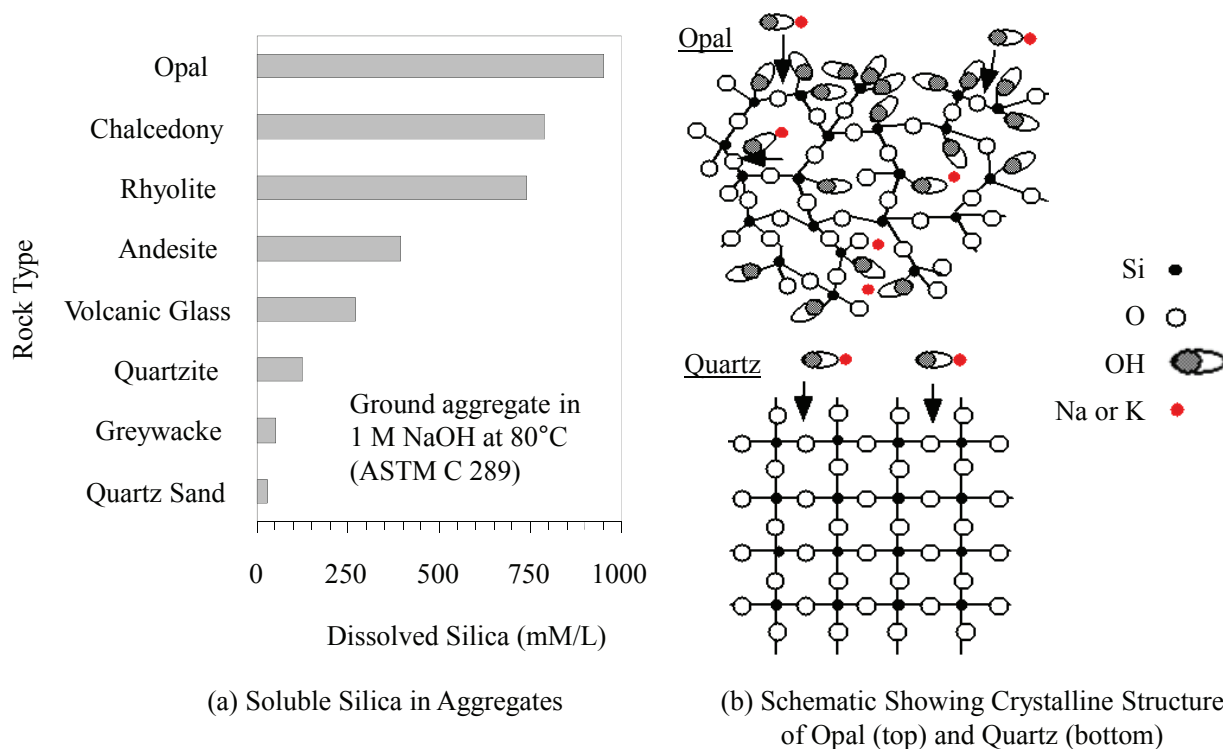 Rock Type
Opal
Chalcedony
Rhyolite
Andesite
Volcanic Glass
Quartzite
Greywacke
Quartz Sand
Ground aggregate in
1 M NaOH at 80°C
(ASTM C 289)
0 250 500 750 1000
Dissolved Silica (mM/L)
(a) Soluble Silica in Aggregates
Opal
Quartz
Si
O
OH
Na or K
(b) Schematic Showing Crystalline Structure
of Opal (top) and Quartz (bottom)